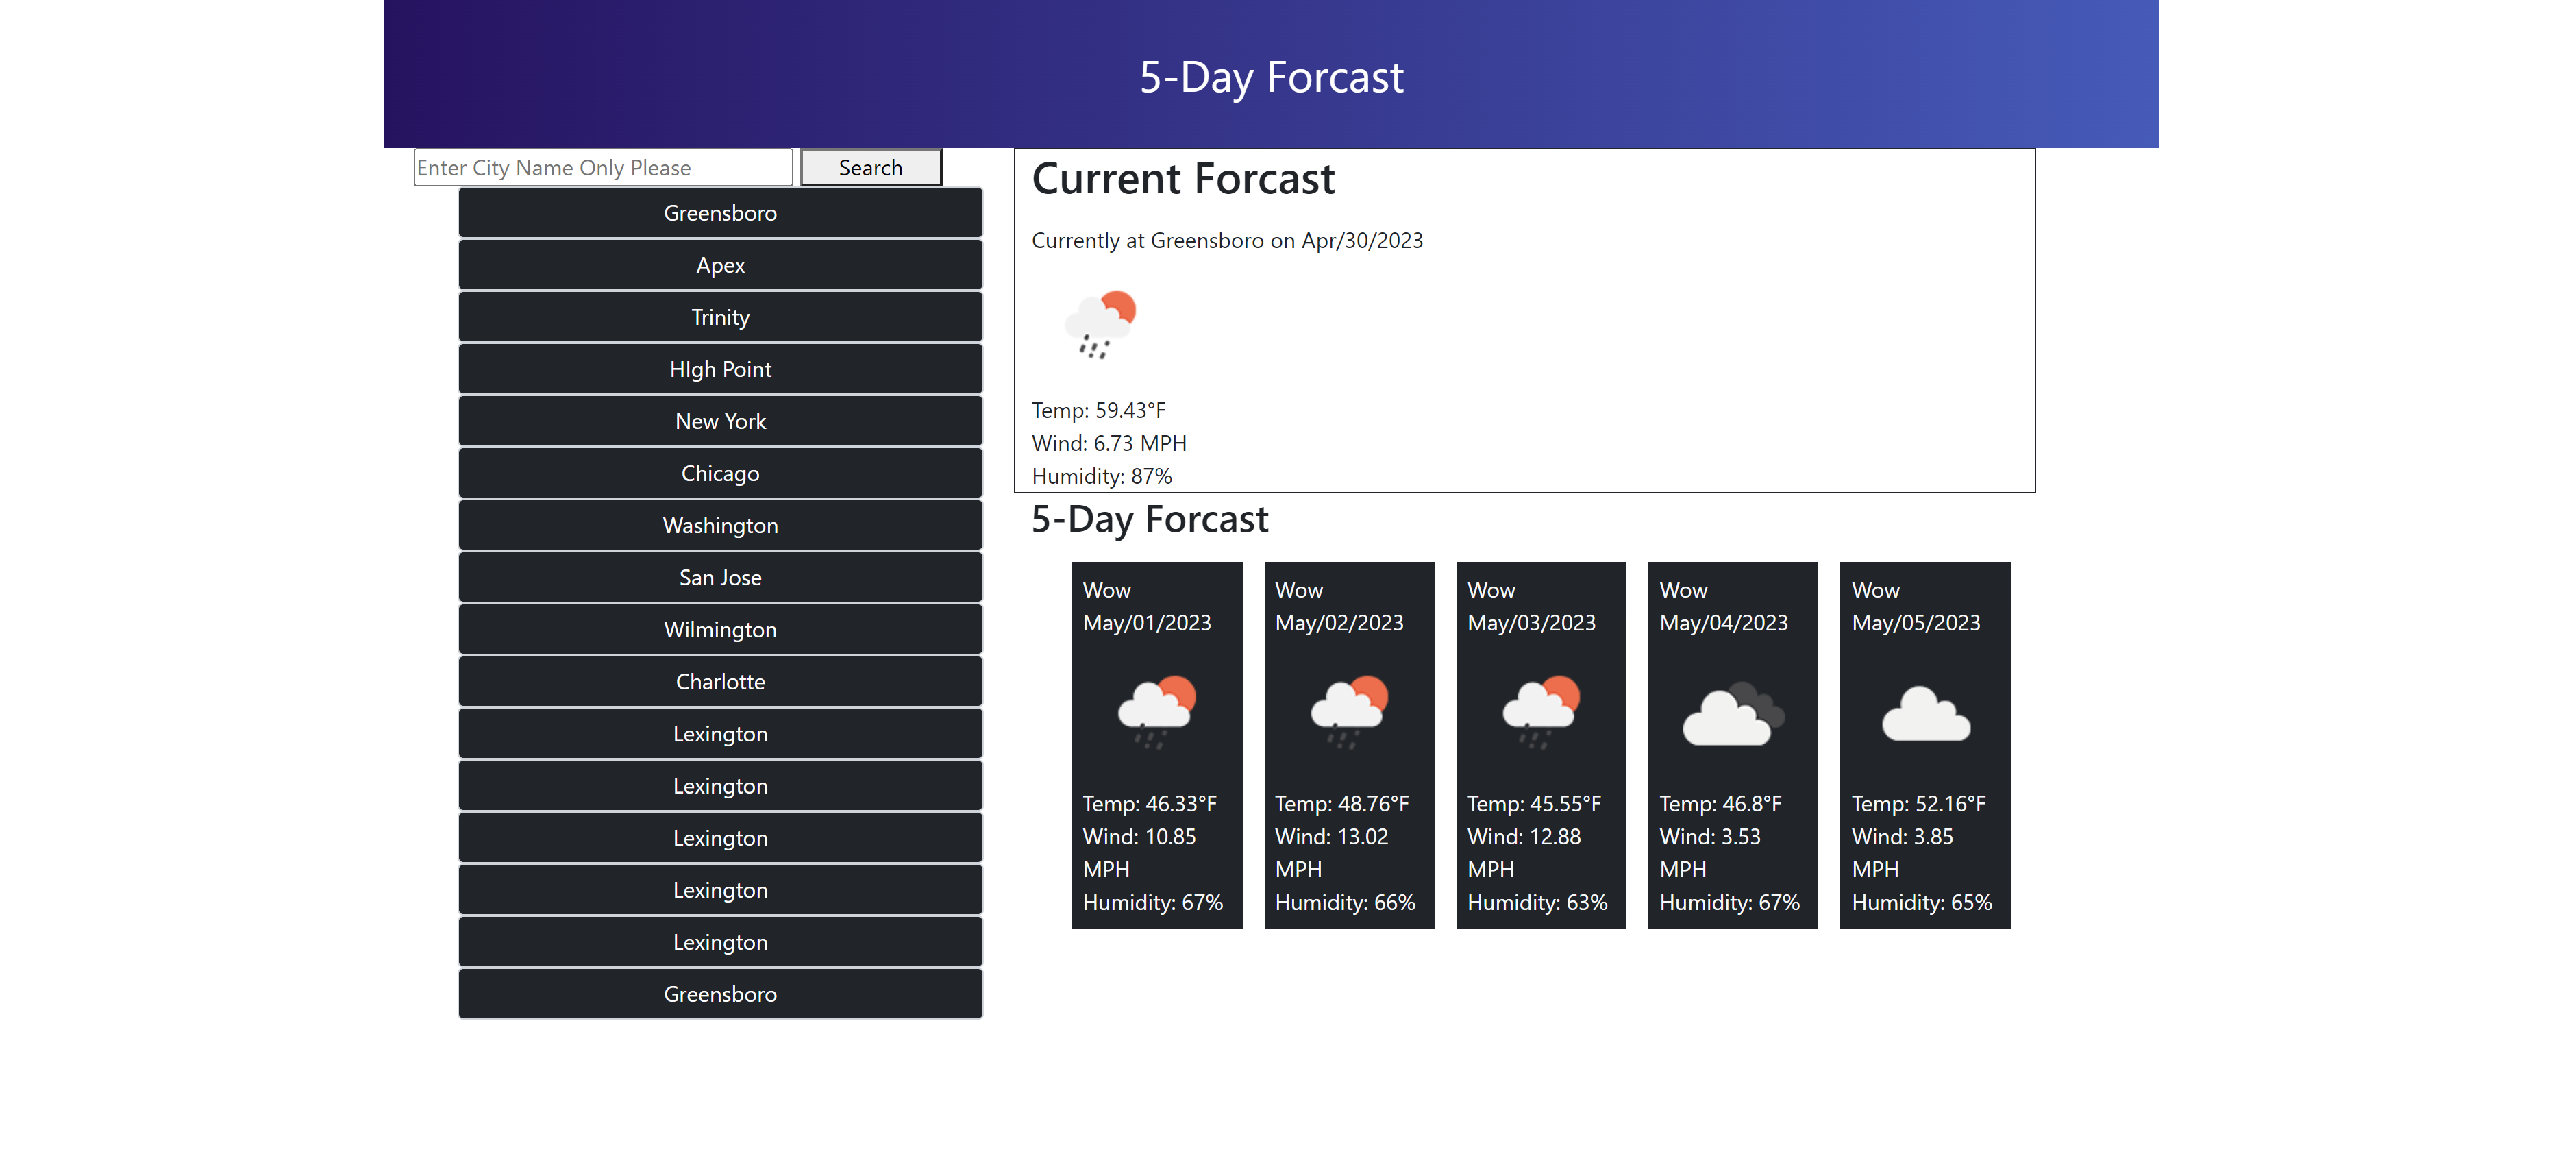 5-Day Forcast
Enter City Name Only Please
Search
Greensboro
Apex
Trinity
HIgh Point
New York
Chicago
Washington
San Jose
Wilmington
Charlotte
Lexington
Lexington
Lexington
Lexington
Lexington
Greensboro
Current Forcast
Currently at Greensboro on Apr/30/2023
Temp: 59.43°F
Wind: 6.73 MPH
Humidity: 87%
5-Day Forcast
Wow
May/01/2023
Temp: 46.33°F
Wind: 10.85
MPH
Humidity: 67%
Wow
May/02/2023
Temp: 48.76°F
Wind: 13.02
MPH
Humidity: 66%
Wow
May/03/2023
Temp: 45.55°F
Wind: 12.88
MPH
Humidity: 63%
Wow
May/04/2023
Temp: 46.8°F
Wind: 3.53
MPH
Humidity: 67%
Wow
May/05/2023
Temp: 52.16°F
Wind: 3.85
MPH
Humidity: 65%